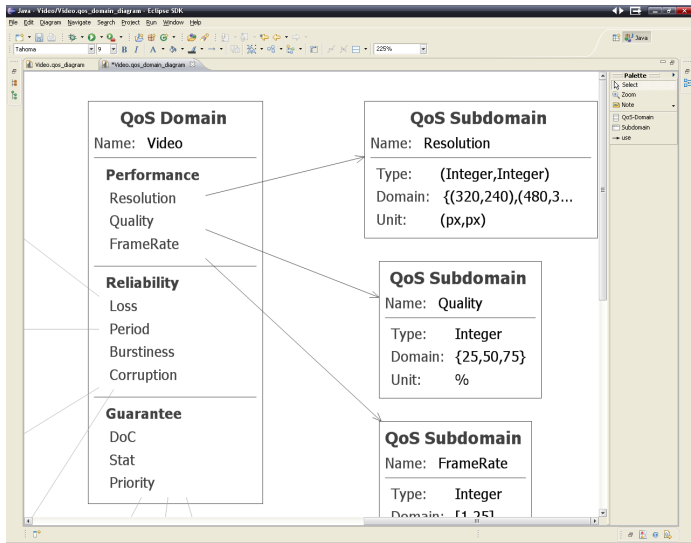 Java - Video/Video.qos_domain_diagram - Eclipse SDK
File Edit Diagram Navigate Search Project Run Window Help
Java
Tahoma 9 B I A 225%
Video.qos_diagram *Video.qos_domain_diagram
Palette
Select
Zoom
Note
QoS-Domain
Subdomain
use
QoS Domain
Name: Video
Performance
Resolution
Quality
FrameRate
Reliability
Loss
Period
Burstiness
Corruption
Guarantee
DoC
Stat
Priority
QoS Subdomain
Name: Resolution
Type: (Integer,Integer)
Domain: {(320,240),(480,3...
Unit: (px,px)
QoS Subdomain
Name: Quality
Type: Integer
Domain: {25,50,75}
Unit: %
QoS Subdomain
Name: FrameRate
Type: Integer
Domain: [1,25]